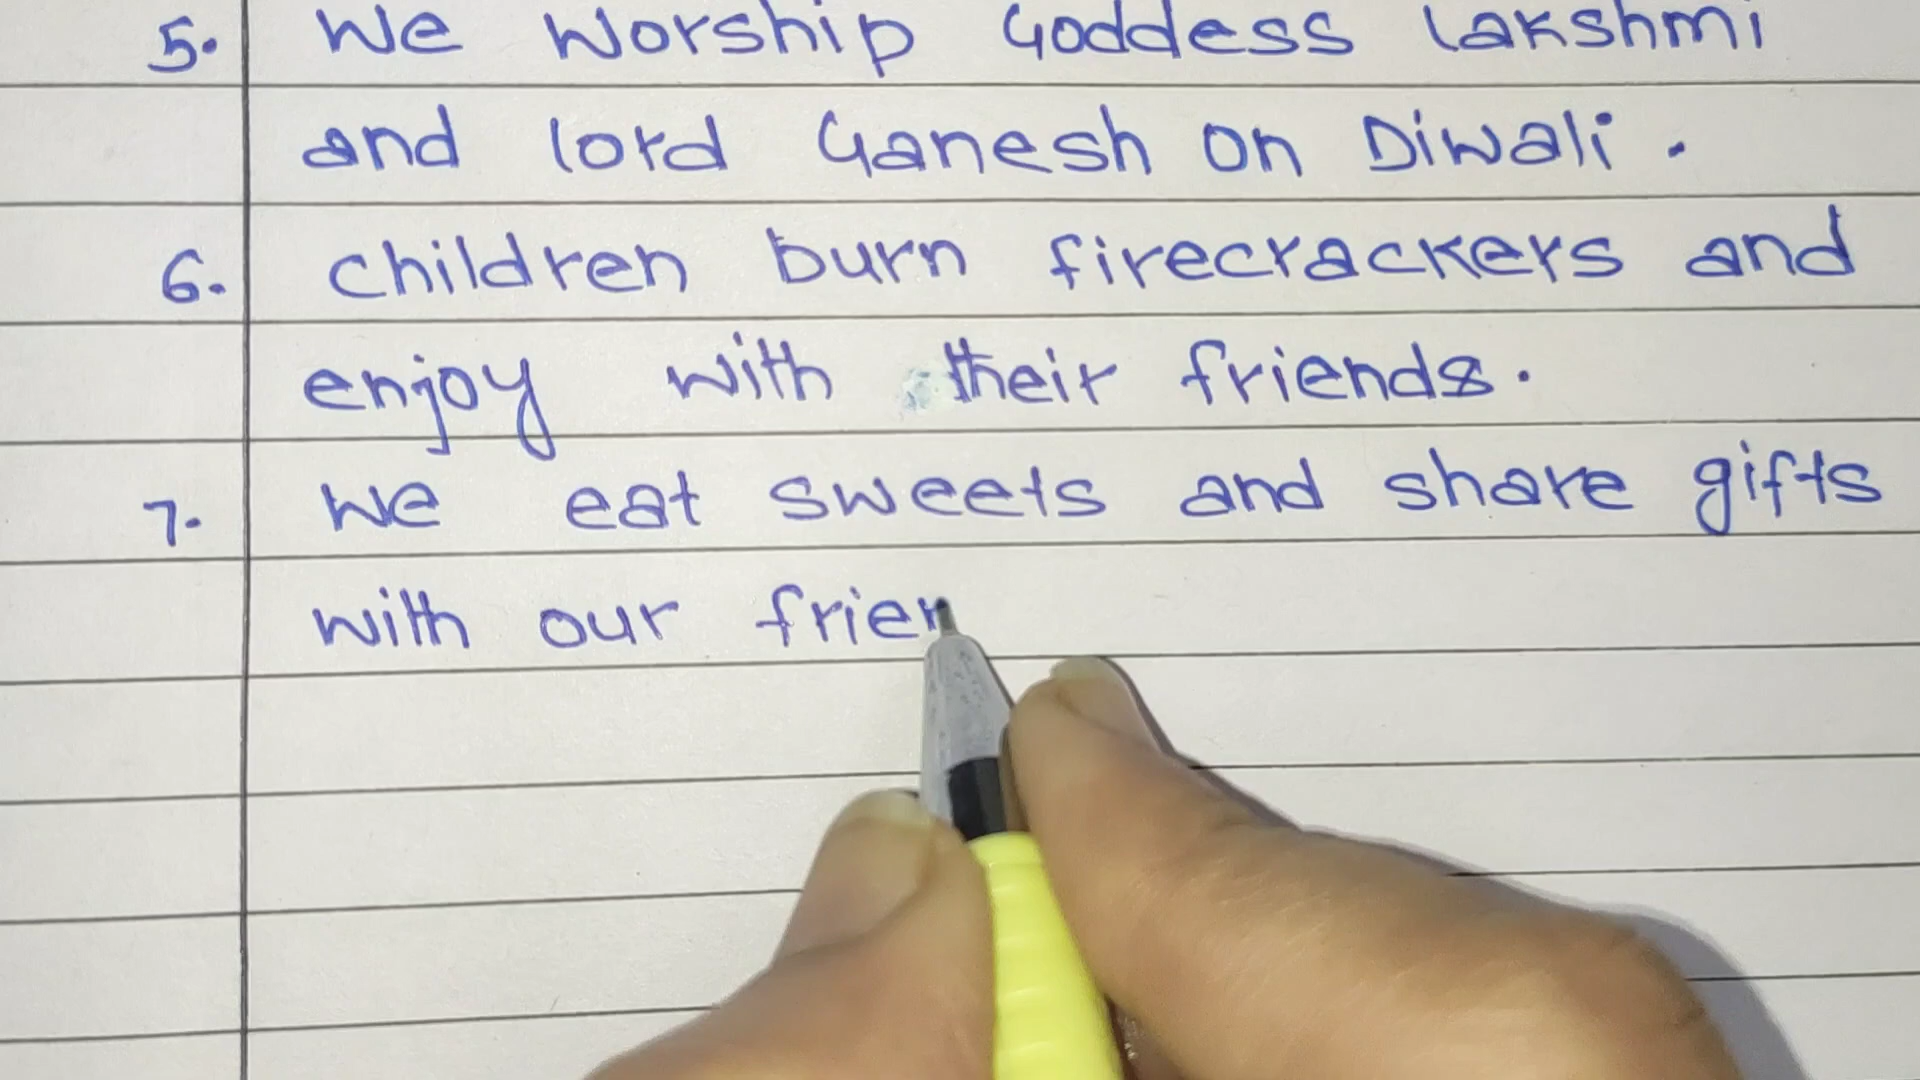 5. We Worship Goddess Lakshmi
and lord Ganesh on Diwali.
6. Children burn firecrackers and
enjoy with their friends.
7. We eat sweets and share gifts
with our frien